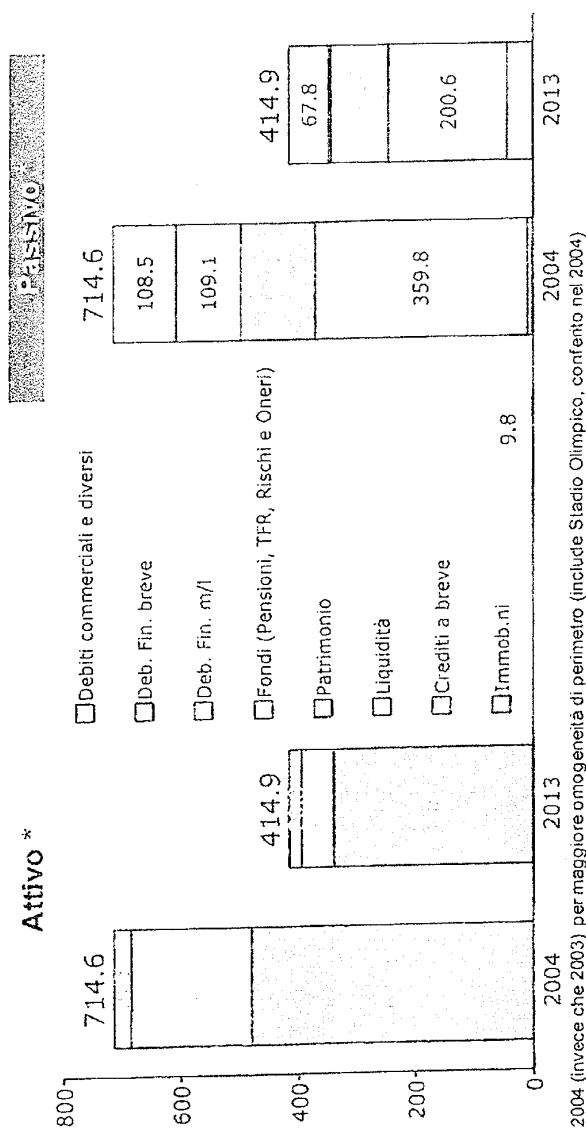 Attivo *
Passivo
800
600
400
200
0
714.6
414.9
2004
2013
Debiti commerciali e diversi
Deb. Fin. breve
Deb. Fin. m/l
Fondi (Pensioni, TFR, Rischi e Oneri)
Patrimonio
Liquidità
Crediti a breve
Immob.ni
9.8
714.6
108.5
109.1
359.8
2004
414.9
67.8
200.6
2013
2004 (invece che 2003) per maggiore omogeneità di perimetro (include Stadio Olimpico, conferito nel 2004)